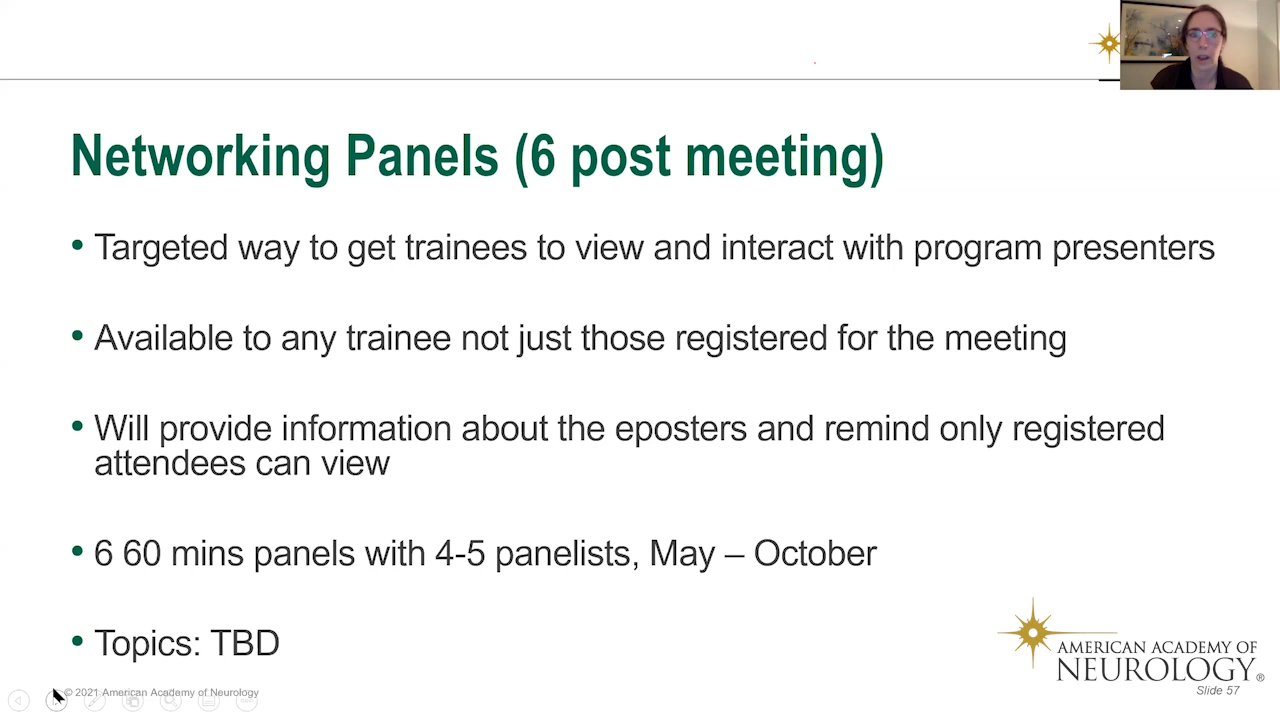 Networking Panels (6 post meeting)
• Targeted way to get trainees to view and interact with program presenters
• Available to any trainee not just those registered for the meeting
• Will provide information about the eposters and remind only registered
attendees can view
• 6 60 mins panels with 4-5 panelists, May – October
• Topics: TBD
AMERICAN ACADEMY OF
NEUROLOGY®
© 2021 American Academy of Neurology
Slide 57